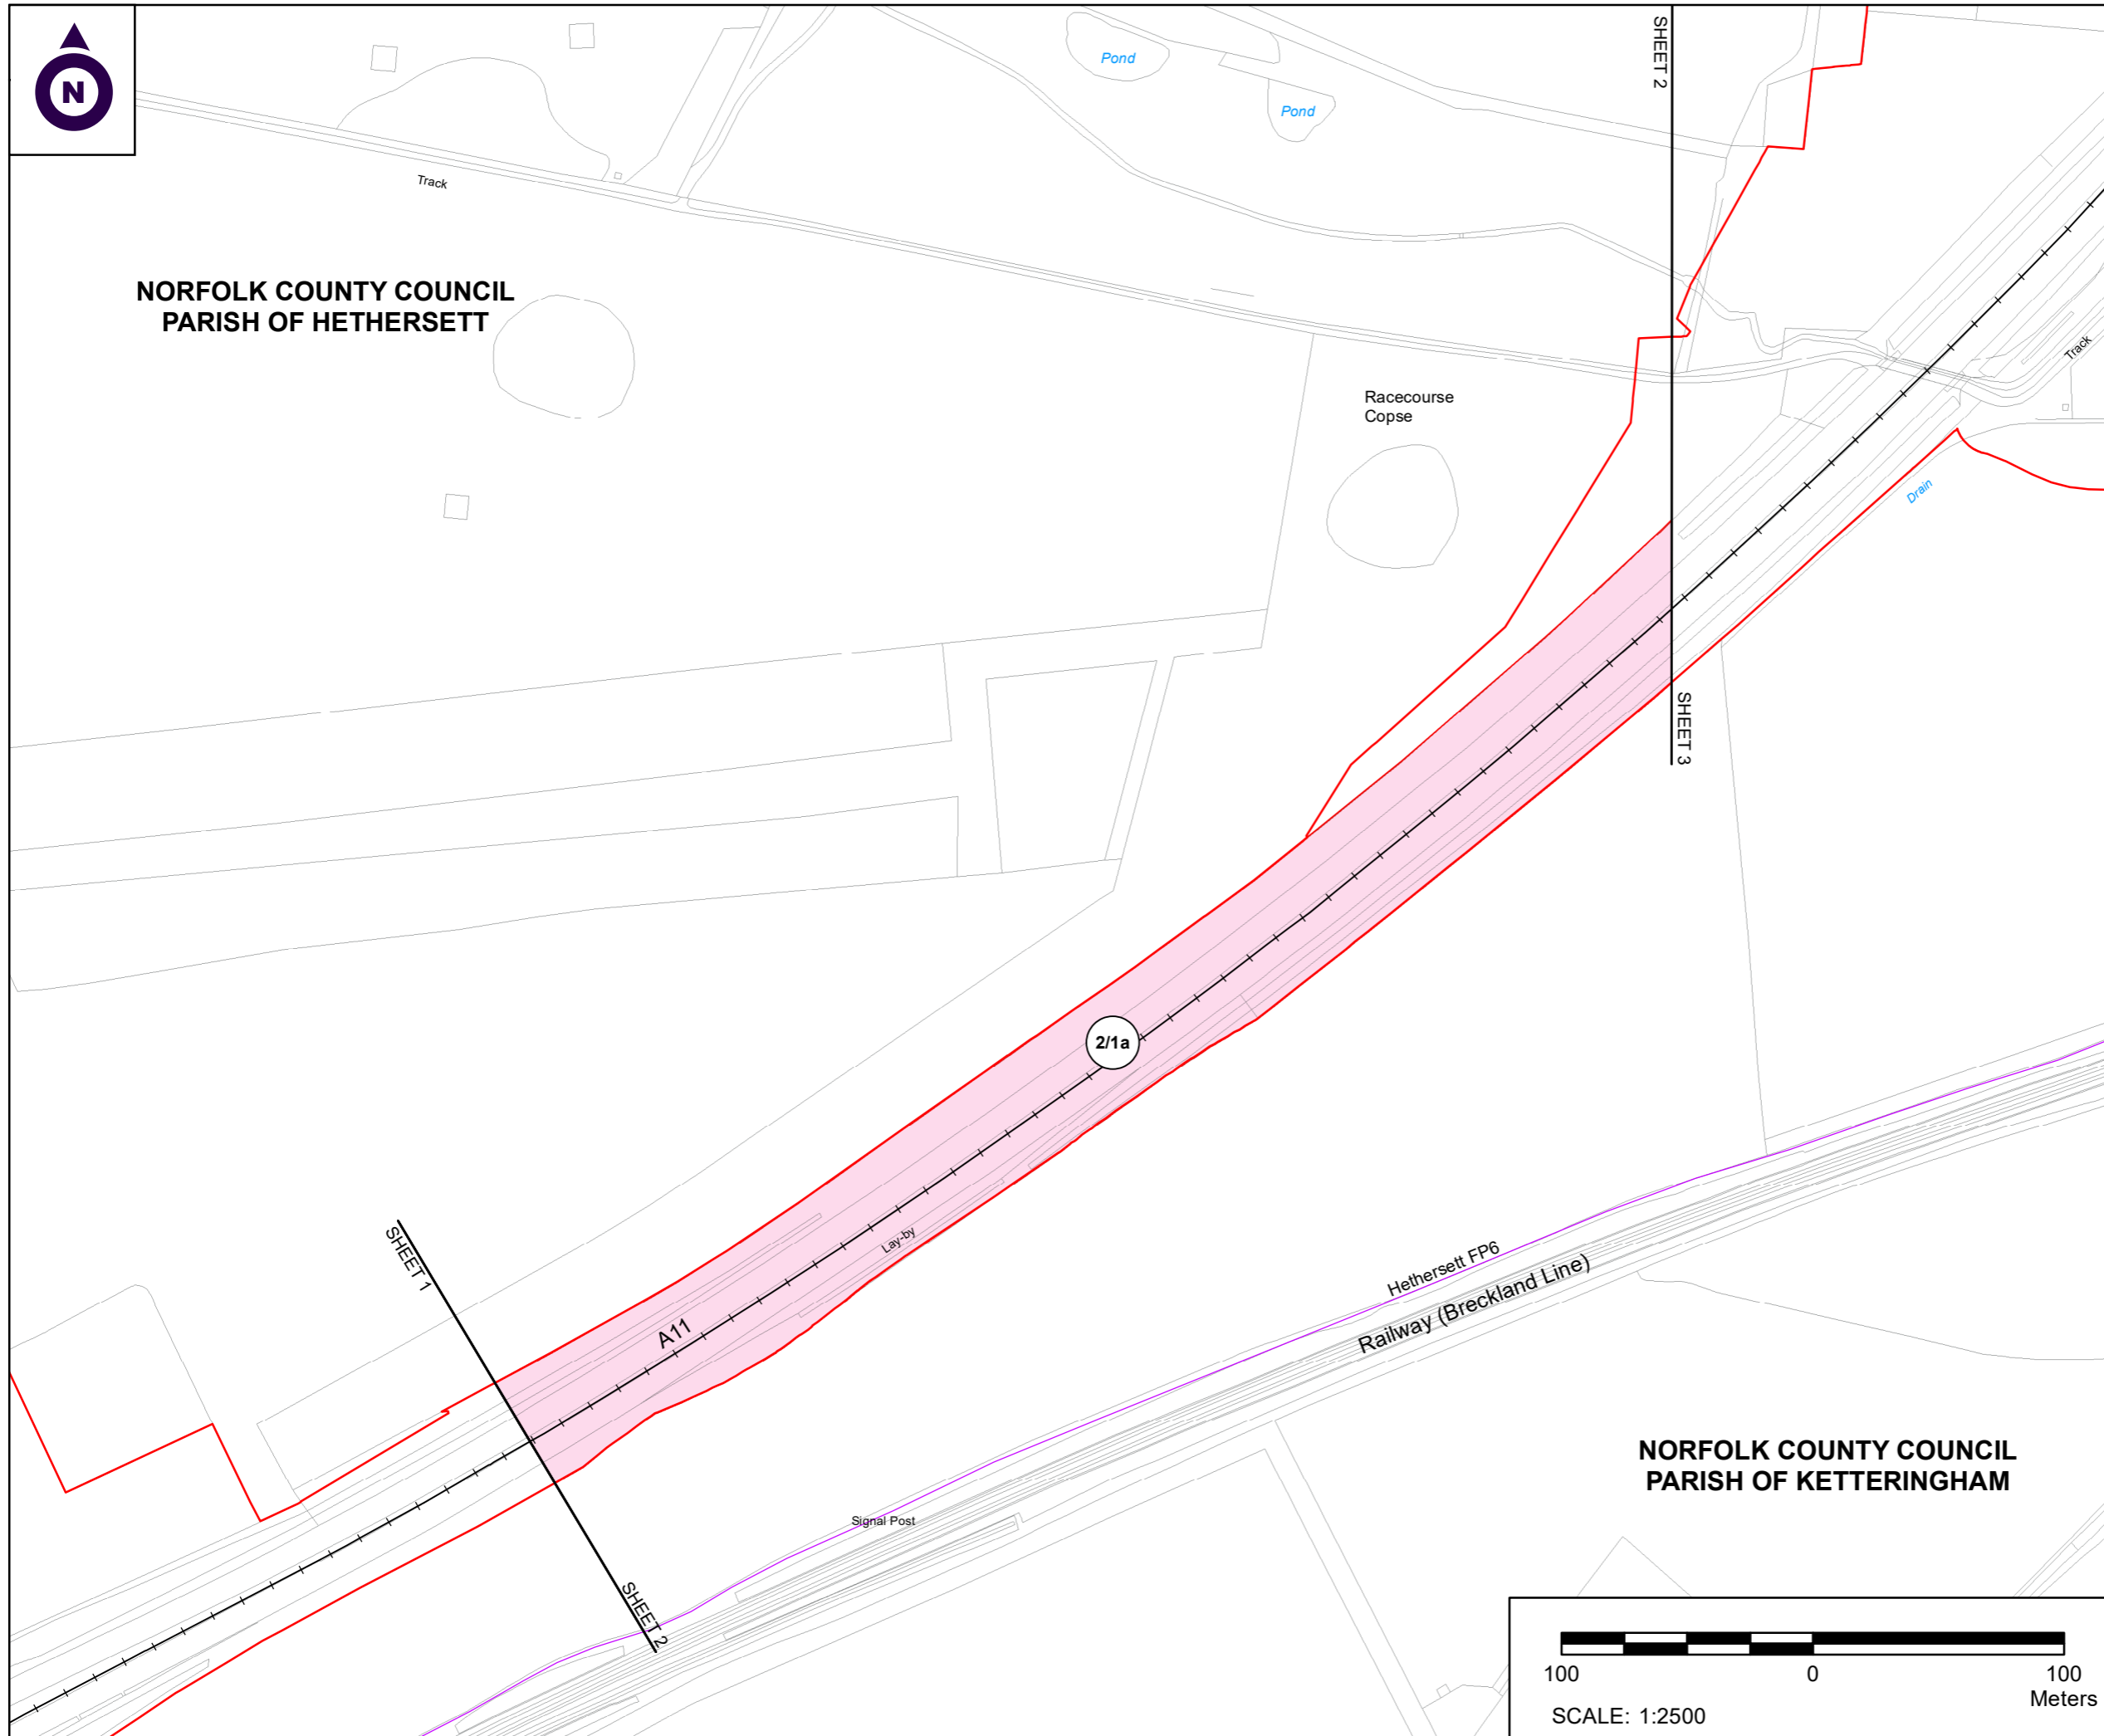 N
Pond
Pond
SHEET 2
Track
NORFOLK COUNTY COUNCIL
PARISH OF HETHERSETT
Track
Racecourse
Copse
Drain
SHEET 3
2/1a
SHEET 1
Lay-by
A11
Hethersett FP6
Railway (Breckland Line)
NORFOLK COUNTY COUNCIL
PARISH OF KETTERINGHAM
Signal Post
SHEET 2
100 0 100
Meters
SCALE: 1:2500